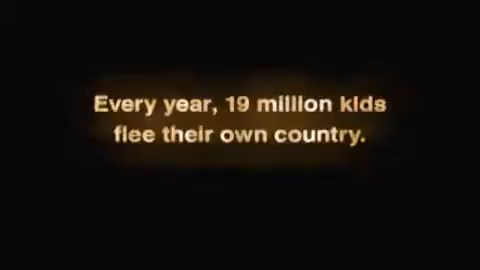 Every year, 19 million kids
flee their own country.